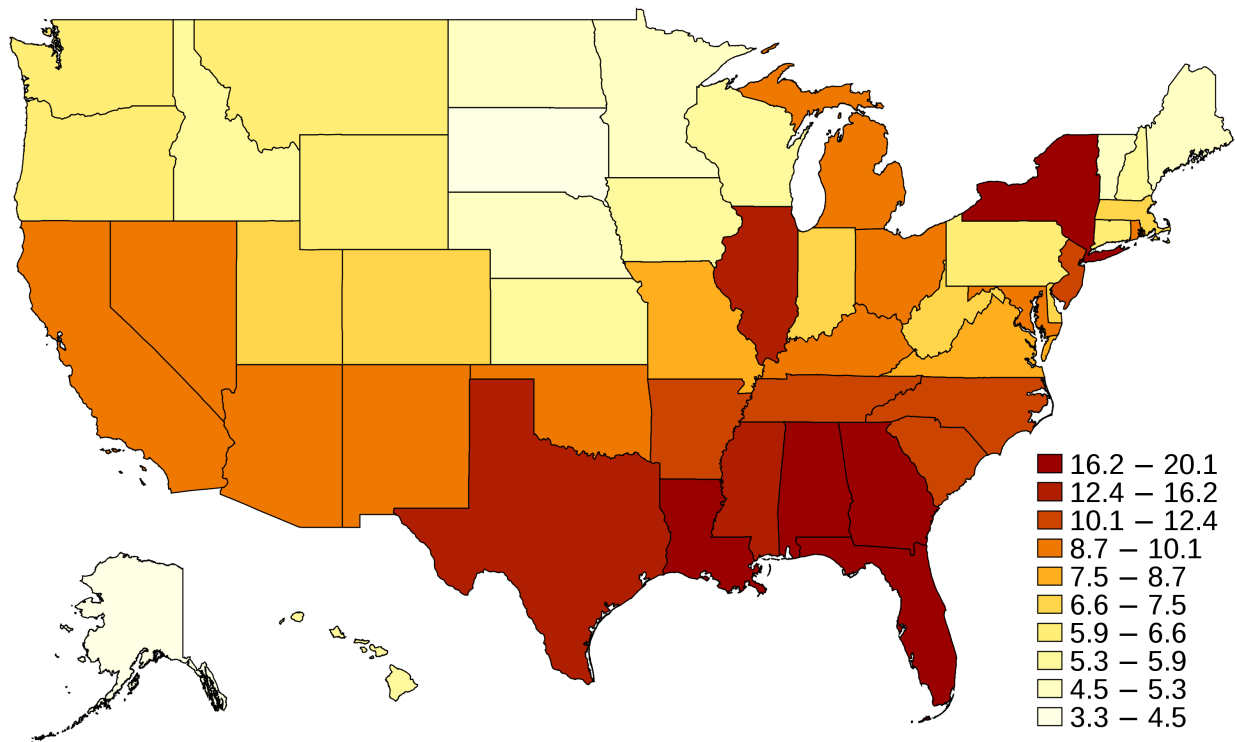 16.2 – 20.1
12.4 – 16.2
10.1 – 12.4
8.7 – 10.1
7.5 – 8.7
6.6 – 7.5
5.9 – 6.6
5.3 – 5.9
4.5 – 5.3
3.3 – 4.5